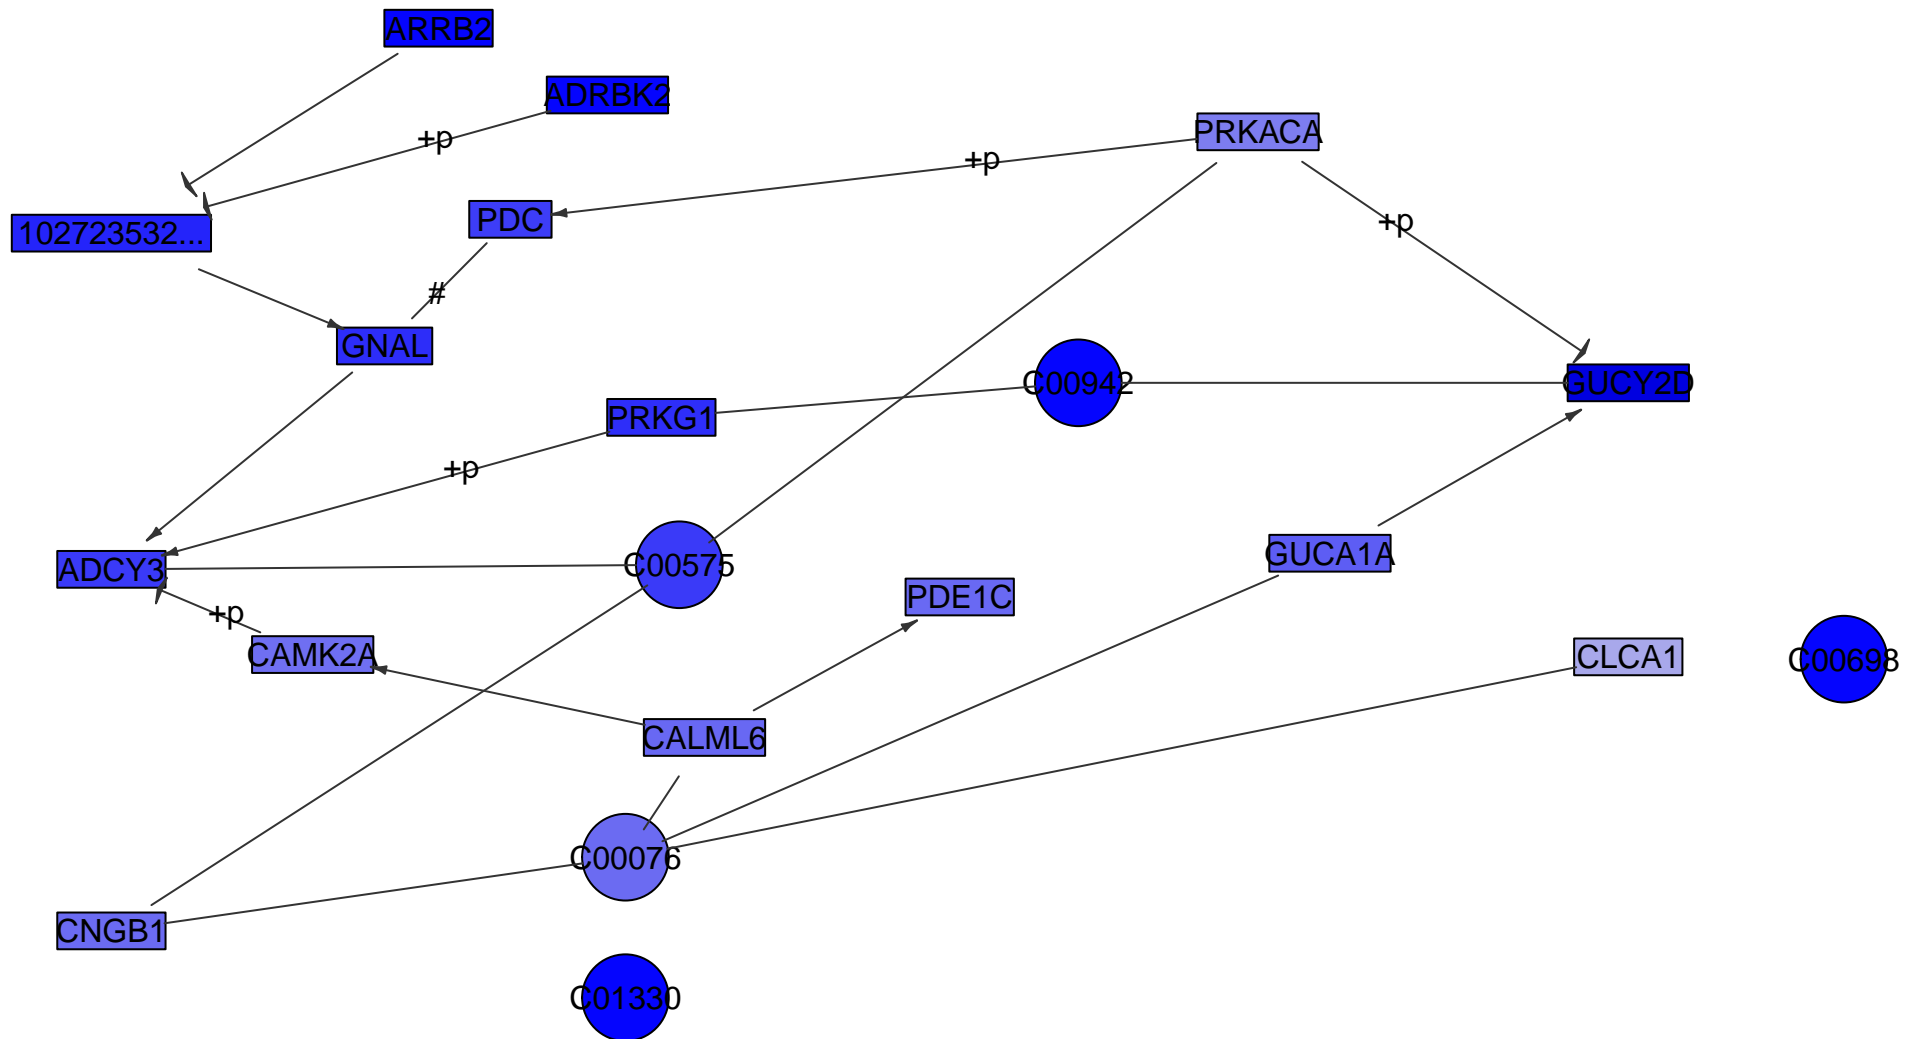 ARRB2
ADRBK2
+p
PRKACA
+p
102723532...
PDC
+p
#
GNAL
C00942
GUCY2D
PRKG1
+p
ADCY3
C00575
GUCA1A
PDE1C
+p
CAMK2A
CLCA1
C00698
CALML6
C00076
CNGB1
C01330